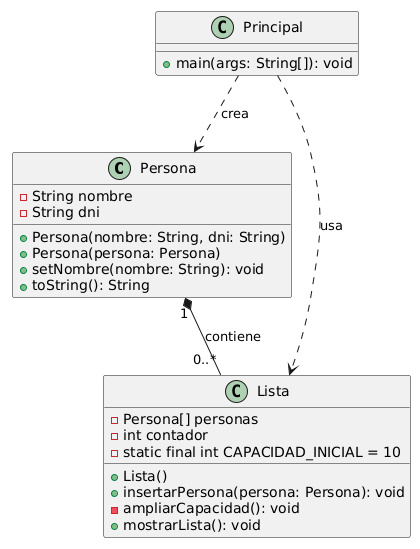 C Principal
main(args: String[]): void
crea
usa
C Persona
String nombre
String dni
Persona(nombre: String, dni: String)
Persona(persona: Persona)
setNombre(nombre: String): void
toString(): String
1
contiene
0..*
C Lista
Persona[] personas
int contador
static final int CAPACIDAD_INICIAL = 10
Lista()
insertarPersona(persona: Persona): void
ampliarCapacidad(): void
mostrarLista(): void